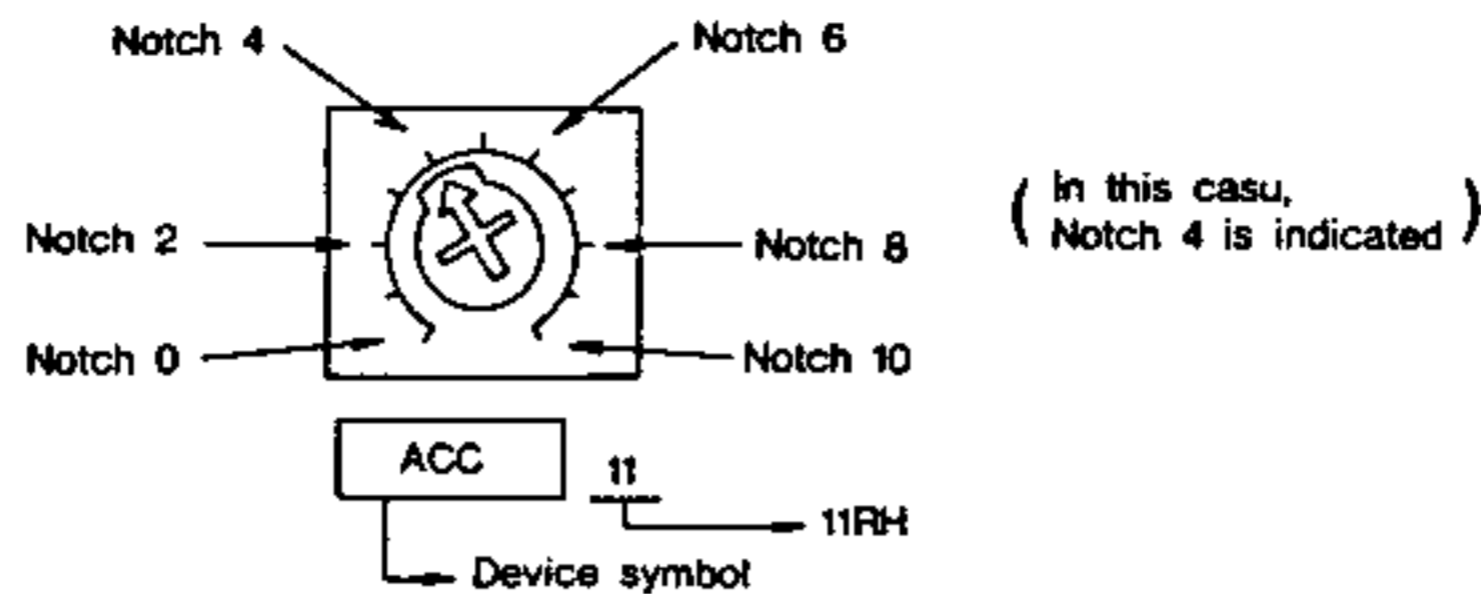 Notch 4
Notch 6
( In this casu,
Notch 4 is indicated )
Notch 2
Notch 8
Notch 0
Notch 10
ACC
11
11RH
Device symbol